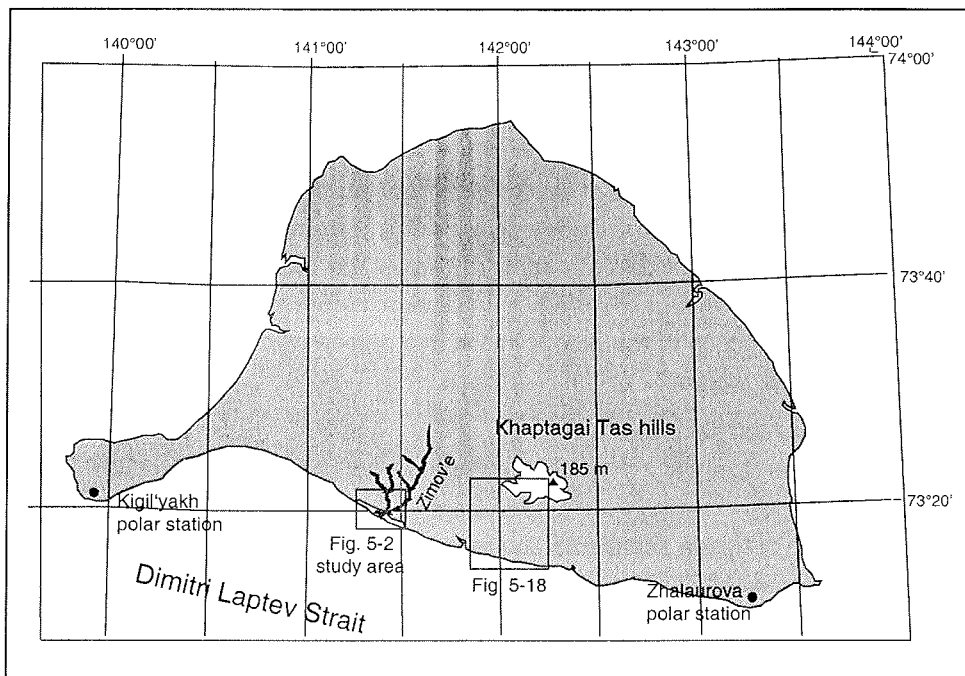 140°00'
141°00'
142°00'
143°00'
144°00'
74°00'
73°40'
Khaptagai Tas hills
185 m
Zimov'e
Kigil'yakh
polar station
73°20'
Fig. 5-2
study area
Fig. 5-18
Dimitri Laptev Strait
Zhalaurova
polar station